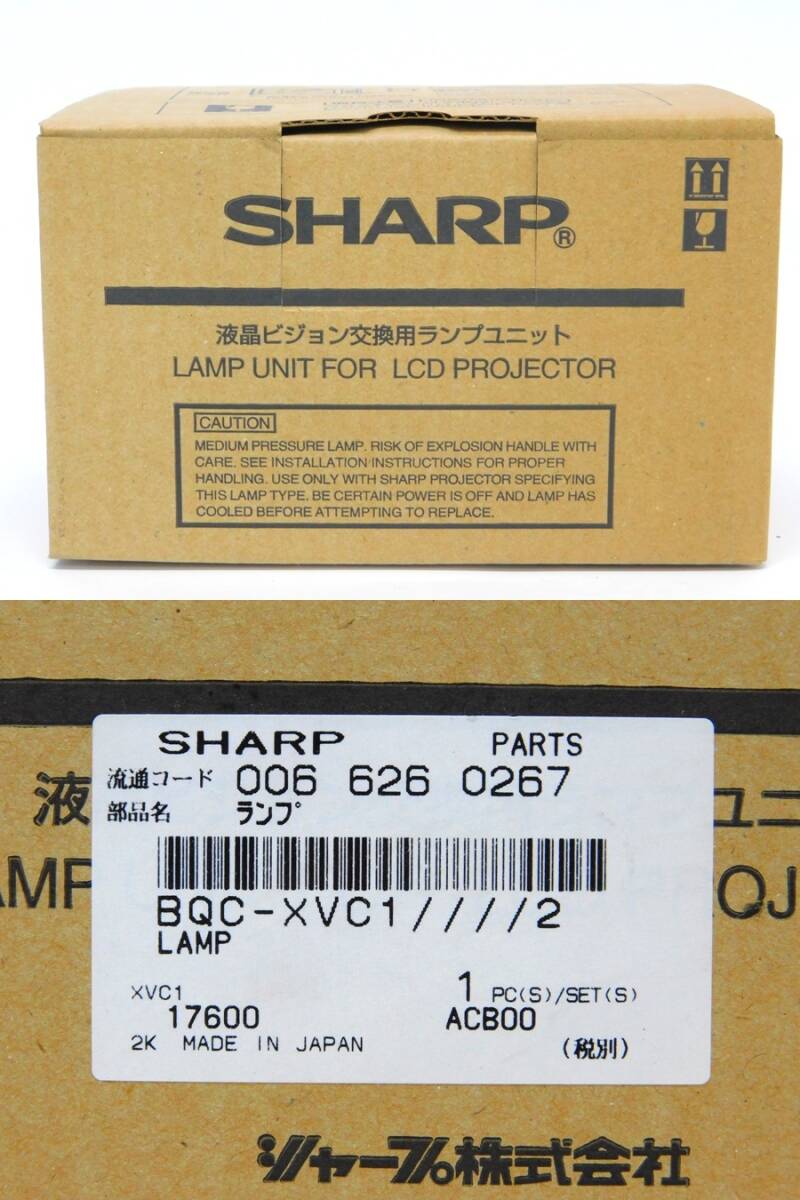 SHARP®
液晶ビジョン交換用ランプユニット
LAMP UNIT FOR LCD PROJECTOR
CAUTION
MEDIUM PRESSURE LAMP. RISK OF EXPLOSION HANDLE WITH
CARE. SEE INSTALLATION INSTRUCTIONS FOR PROPER
HANDLING. USE ONLY WITH SHARP PROJECTOR SPECIFYING
THIS LAMP TYPE. BE CERTAIN POWER IS OFF AND LAMP HAS
COOLED BEFORE ATTEMPTING TO REPLACE.
SHARP PARTS
流通コード 006 626 0267
部品名 ランプ
液 ユニ
AMP ROJ
BQC-XVC1////2
LAMP
XVC1 1 PC(S)/SET(S)
17600 ACB00
2K MADE IN JAPAN (税別)
シャープ株式会社